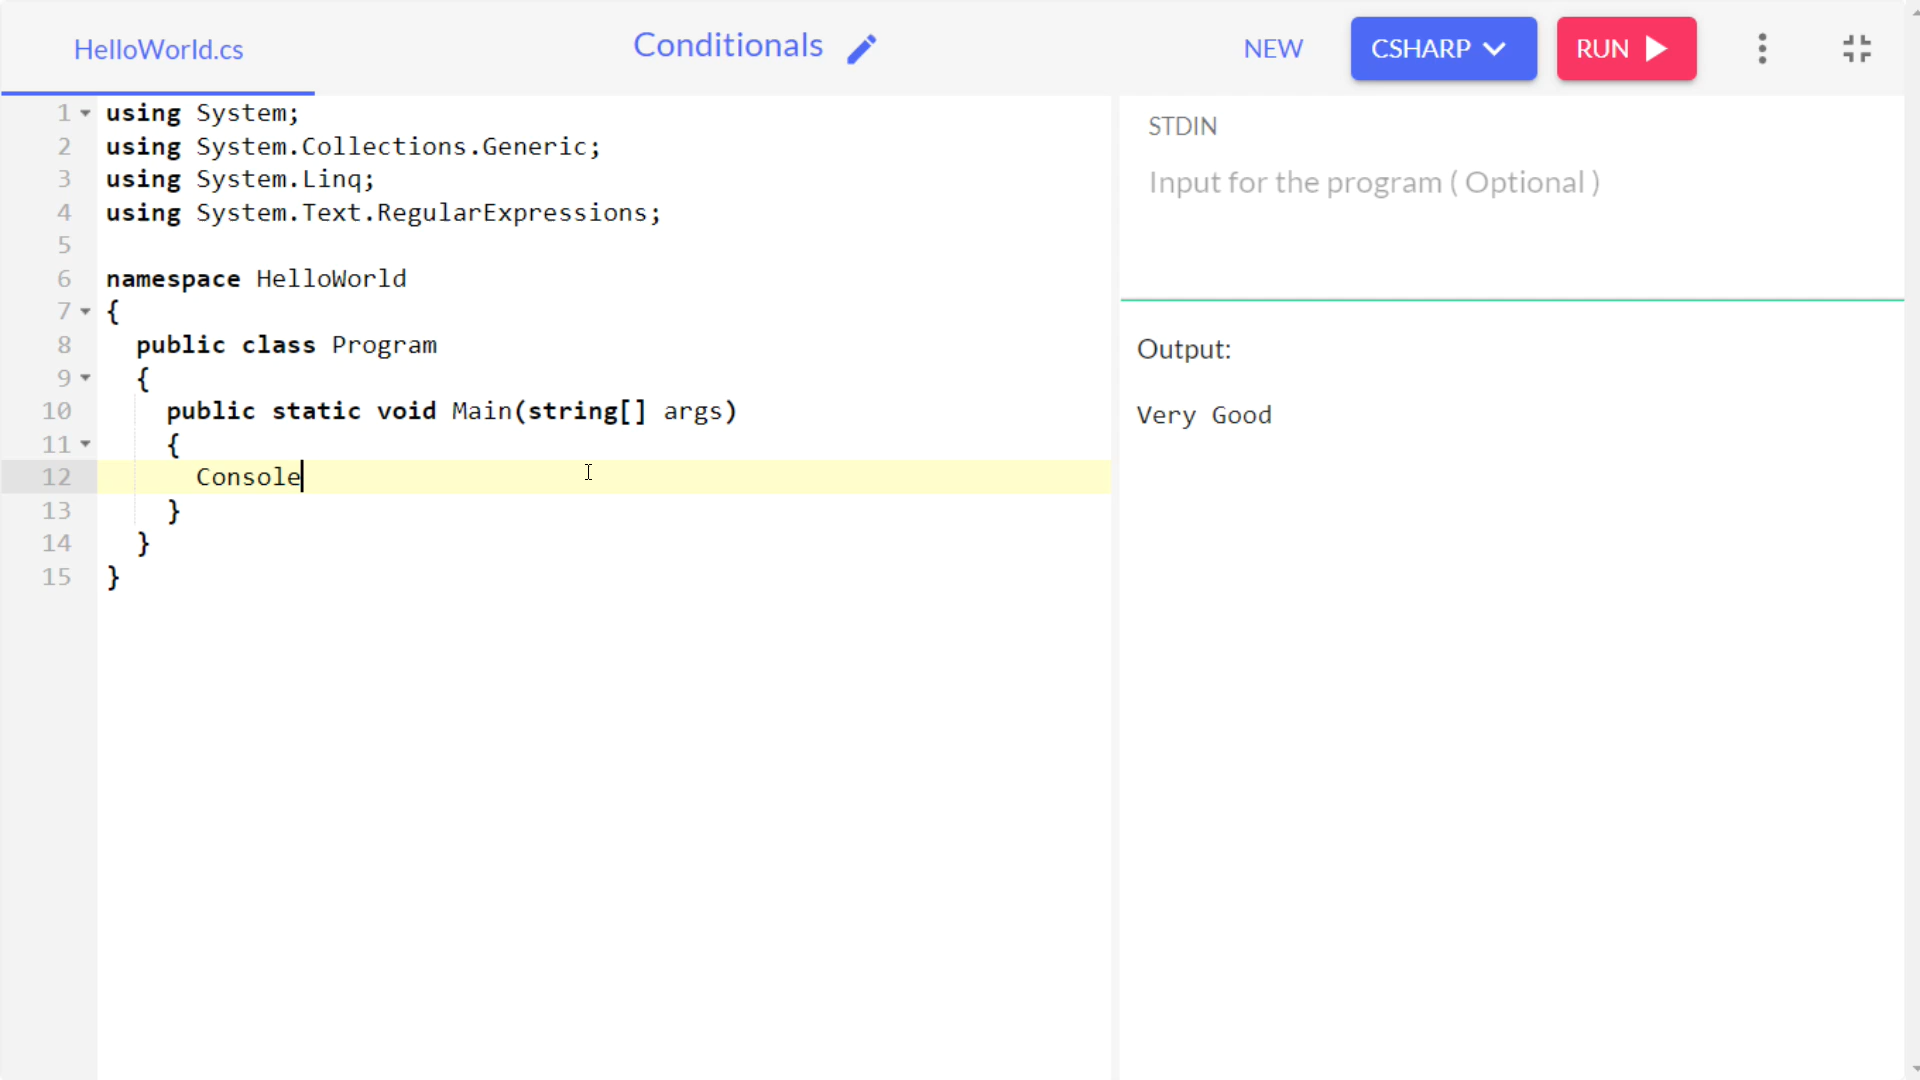 HelloWorld.cs
Conditionals
NEW
CSHARP
RUN
1 using System;
2 using System.Collections.Generic;
3 using System.Linq;
4 using System.Text.RegularExpressions;
5
6 namespace HelloWorld
7 {
8   public class Program
9   {
10     public static void Main(string[] args)
11     {
12       Console
13     }
14   }
15 }
STDIN
Input for the program ( Optional )
Output:
Very Good